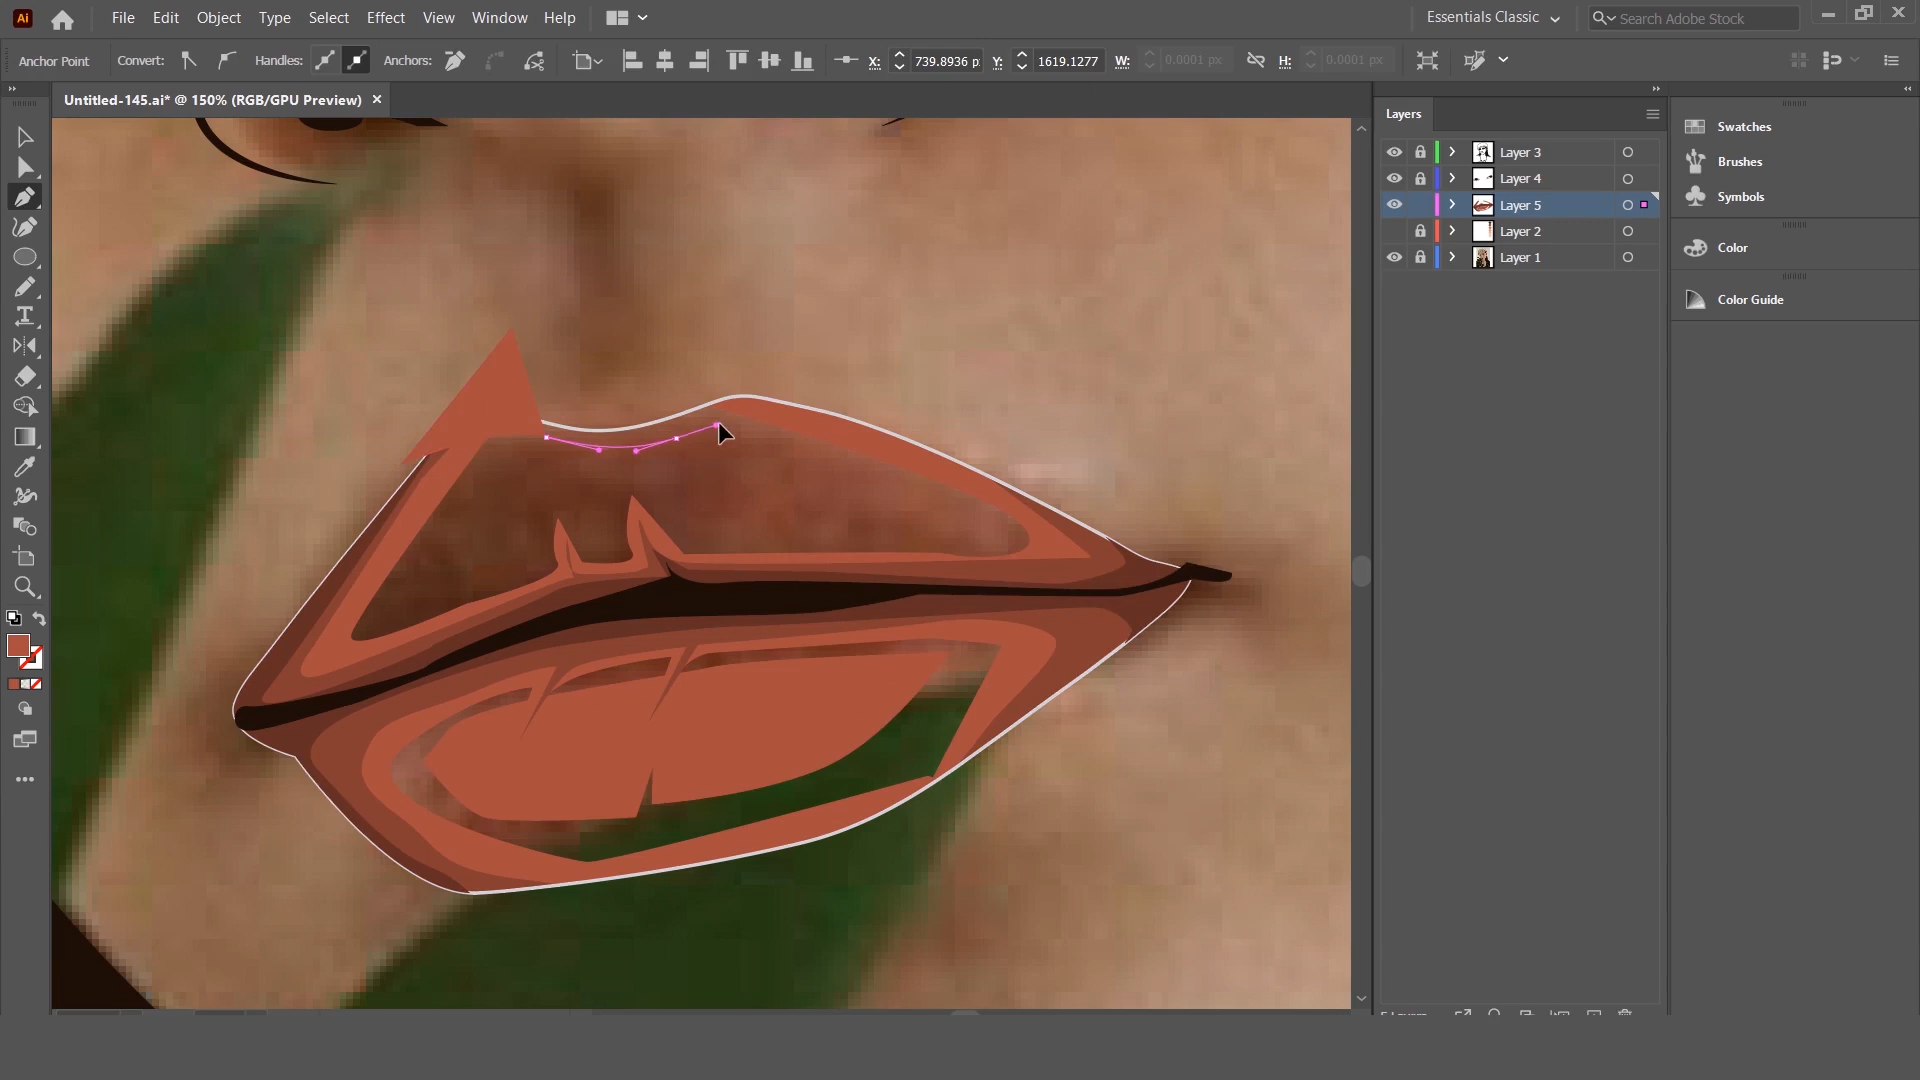 Ai File Edit Object Type Select Effect View Window Help Essentials Classic Search Adobe Stock
Anchor Point Convert: Handles: Anchors: X: 739.8936 p Y: 1619.1277 W: 0.0001 px H: 0.0001 px
Untitled-145.ai* @ 150% (RGB/GPU Preview)
Layers
Layer 3
Layer 4
Layer 5
Layer 2
Layer 1
Swatches
Brushes
Symbols
Color
Color Guide